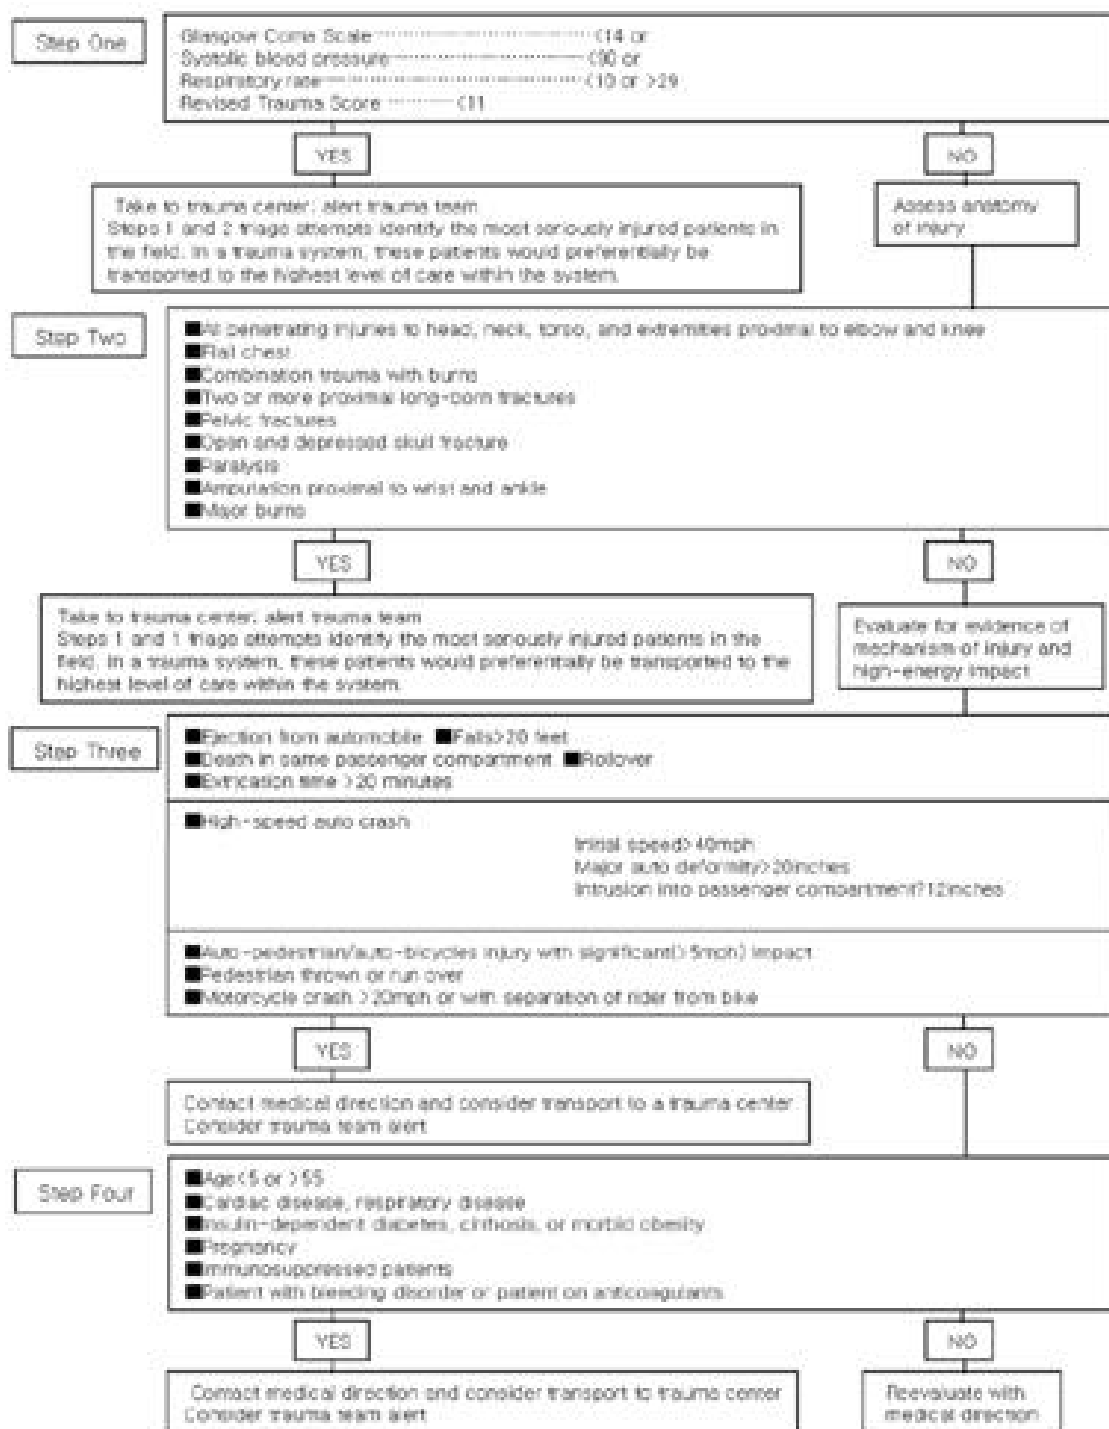 Step One
Glasgow Coma Scale ............ <14 or
Systolic blood pressure ............ <90 or
Respiratory rate ............ <10 or >29
Revised Trauma Score ............ <11
YES
NO
Take to trauma center; alert trauma team
Steps 1 and 2 triage attempts identify the most seriously injured patients in
the field. In a trauma system, these patients would preferentially be
transported to the highest level of care within the system.
Assess anatomy
of injury
Step Two
■All penetrating injuries to head, neck, torso, and extremities proximal to elbow and knee
■Flail chest
■Combination trauma with burns
■Two or more proximal long-born fractures
■Pelvic fractures
■Open and depressed skull fracture
■Paralysis
■Amputation proximal to wrist and ankle
■Major burns
YES
NO
Take to trauma center; alert trauma team
Steps 1 and 1 triage attempts identify the most seriously injured patients in the
field. In a trauma system, these patients would preferentially be transported to the
highest level of care within the system.
Evaluate for evidence of
mechanism of injury and
high-energy impact
Step Three
■Ejection from automobile ■Falls>20 feet
■Death in same passenger compartment ■Rollover
■Extrication time >20 minutes
■High-speed auto crash
Initial speed>40mph
Major auto deformity>20inches
Intrusion into passenger compartment?12inches
■Auto-pedestrian/auto-bicycles injury with significant(>5mph) impact
■Pedestrian thrown or run over
■Motorcycle crash >20mph or with separation of rider from bike
YES
NO
Contact medical direction and consider transport to a trauma center
Consider trauma team alert
Step Four
■Age<5 or >55
■Cardiac disease, respiratory disease
■Insulin-dependent diabetes, cirrhosis, or morbid obesity
■Pregnancy
■Immunosuppressed patients
■Patient with bleeding disorder or patient on anticoagulants
YES
NO
Contact medical direction and consider transport to trauma center
Consider trauma team alert
Reevaluate with
medical direction